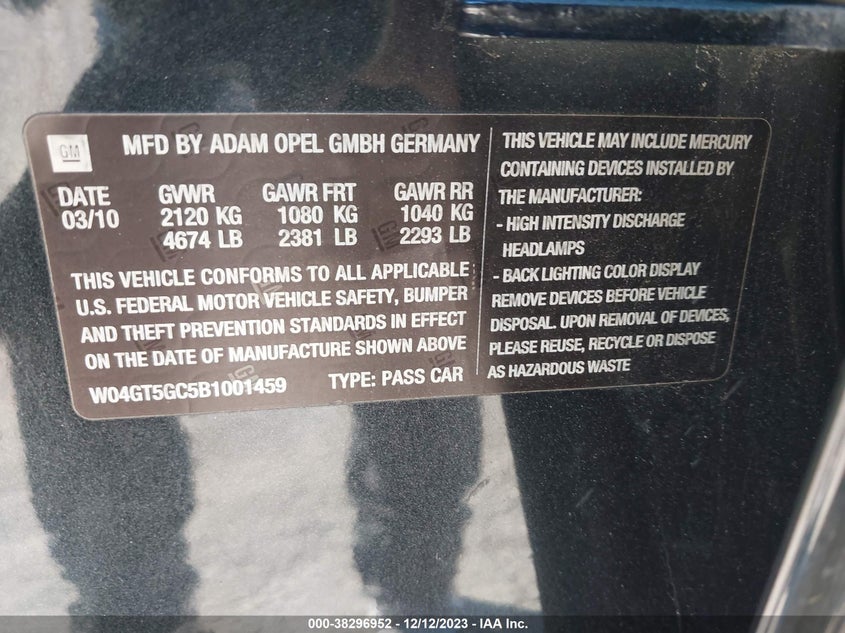 GM
MFD BY ADAM OPEL GMBH GERMANY
DATE GVWR GAWR FRT GAWR RR
03/10 2120 KG 1080 KG 1040 KG
4674 LB 2381 LB 2293 LB
THIS VEHICLE CONFORMS TO ALL APPLICABLE
U.S. FEDERAL MOTOR VEHICLE SAFETY, BUMPER
AND THEFT PREVENTION STANDARDS IN EFFECT
ON THE DATE OF MANUFACTURE SHOWN ABOVE
W04GT5GC5B1001459 TYPE: PASS CAR
THIS VEHICLE MAY INCLUDE MERCURY
CONTAINING DEVICES INSTALLED BY
THE MANUFACTURER:
- HIGH INTENSITY DISCHARGE
HEADLAMPS
- BACK LIGHTING COLOR DISPLAY
REMOVE DEVICES BEFORE VEHICLE
DISPOSAL. UPON REMOVAL OF DEVICES,
PLEASE REUSE, RECYCLE OR DISPOSE
AS HAZARDOUS WASTE
000-38296952 - 12/12/2023 - IAA Inc.